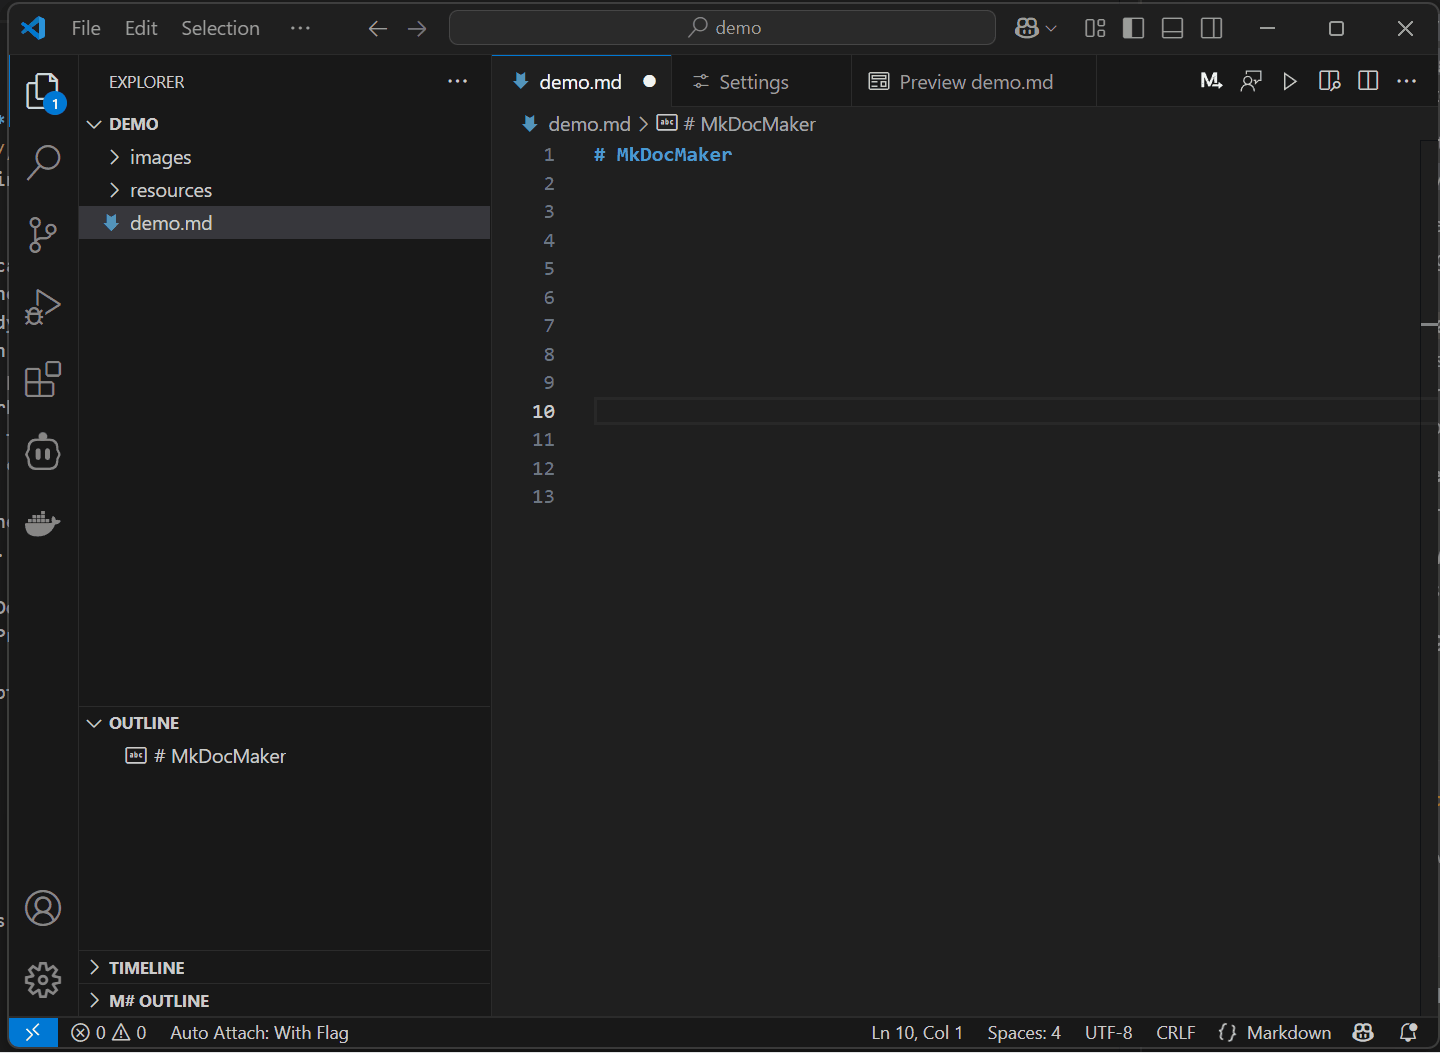 File Edit Selection ··· demo
EXPLORER ···
1
DEMO
images
resources
demo.md
demo.md Settings Preview demo.md
demo.md > # MkDocMaker
1 # MkDocMaker
2
3
4
5
6
7
8
9
10
11
12
13
OUTLINE
# MkDocMaker
TIMELINE
M# OUTLINE
0 0 Auto Attach: With Flag Ln 10, Col 1 Spaces: 4 UTF-8 CRLF {} Markdown